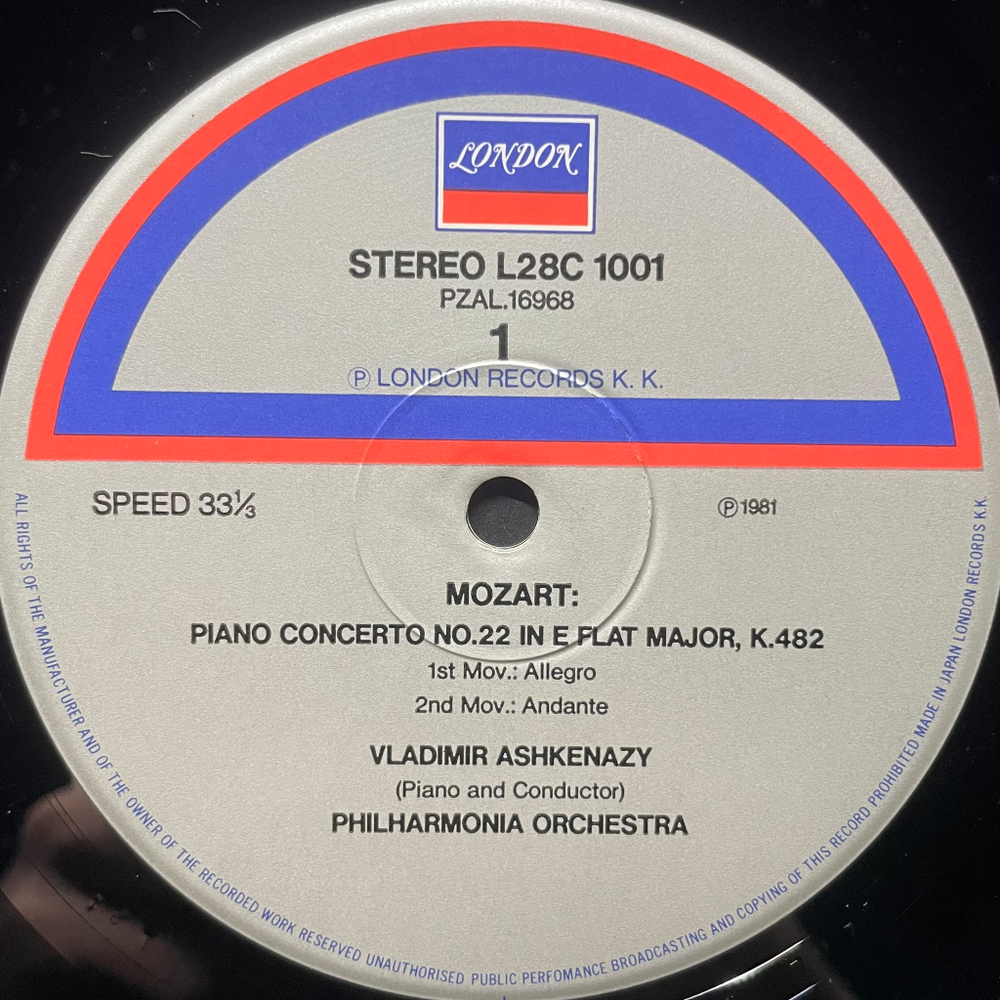 LONDON
STEREO L28C 1001
PZAL.16968
1
Ⓟ LONDON RECORDS K. K.
SPEED 33⅓
Ⓟ1981
MOZART:
PIANO CONCERTO NO.22 IN E FLAT MAJOR, K.482
1st Mov.: Allegro
2nd Mov.: Andante
VLADIMIR ASHKENAZY
(Piano and Conductor)
PHILHARMONIA ORCHESTRA
ALL RIGHTS OF THE MANUFACTURER AND OF THE OWNER OF THE RECORDED WORK RESERVED UNAUTHORISED PUBLIC PERFOMANCE BROADCASTING AND COPYING OF THIS RECORD PROHIBITED MADE IN JAPAN LONDON RECORDS K.K.